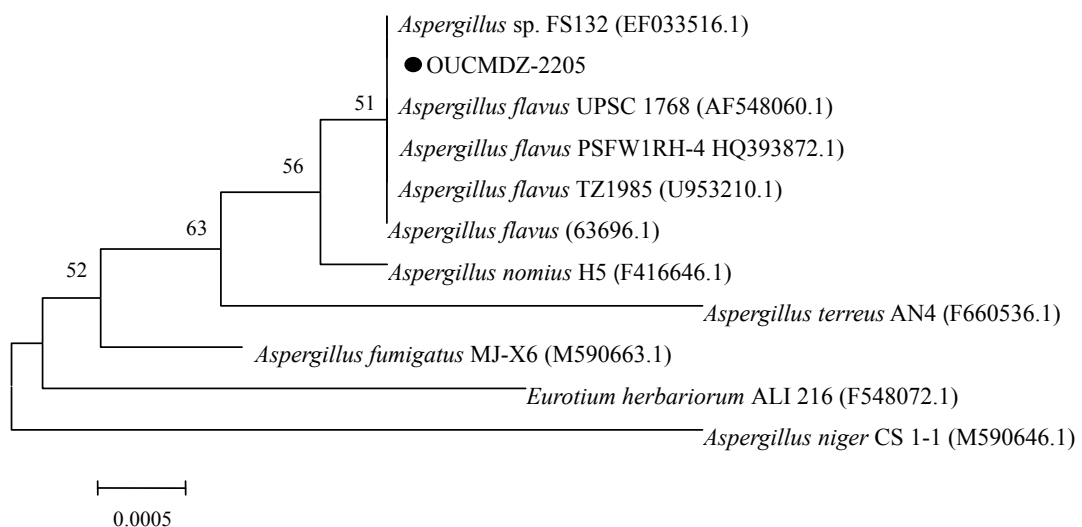 Aspergillus sp. FS132 (EF033516.1)
OUCMDZ-2205
51
Aspergillus flavus UPSC 1768 (AF548060.1)
Aspergillus flavus PSFW1RH-4 HQ393872.1)
56
Aspergillus flavus TZ1985 (U953210.1)
63
Aspergillus flavus (63696.1)
52
Aspergillus nomius H5 (F416646.1)
Aspergillus terreus AN4 (F660536.1)
Aspergillus fumigatus MJ-X6 (M590663.1)
Eurotium herbariorum ALI 216 (F548072.1)
Aspergillus niger CS 1-1 (M590646.1)
0.0005